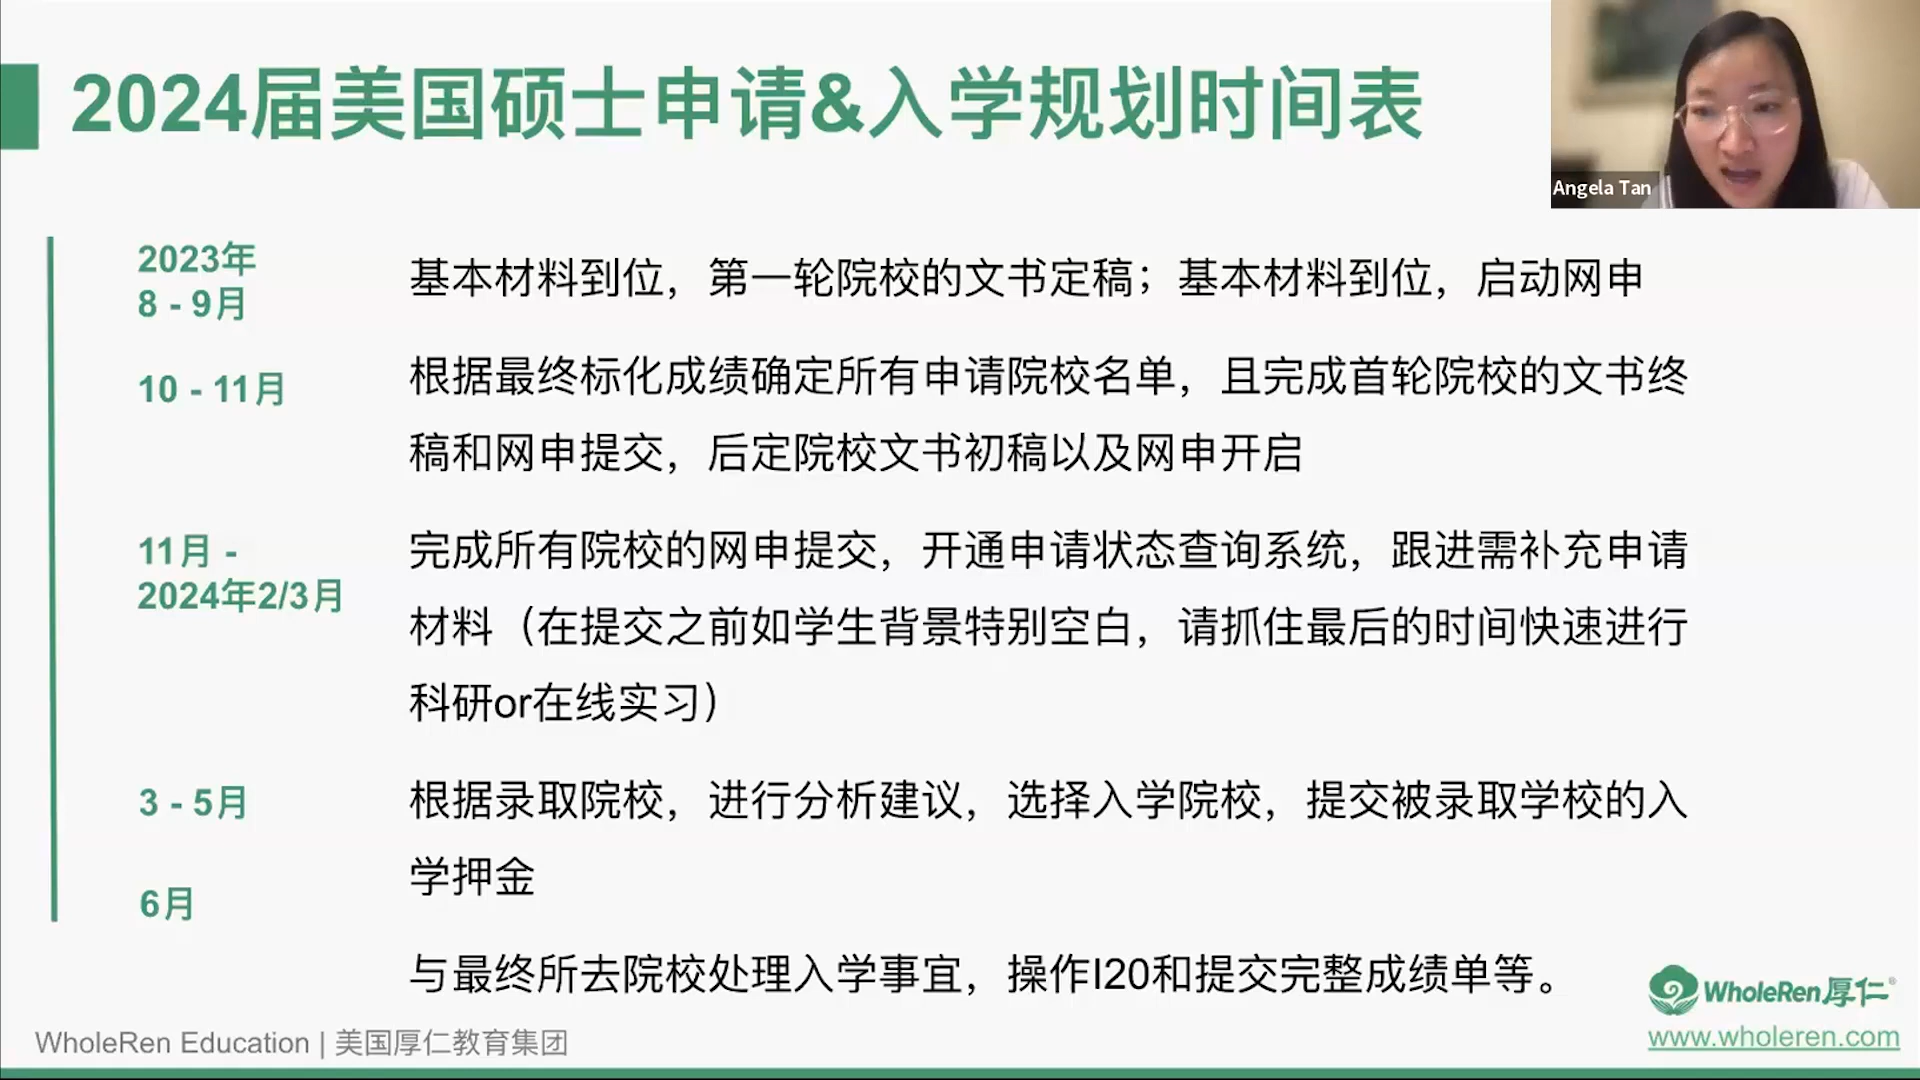 2024届美国硕士申请&入学规划时间表
Angela Tan
2023年
8 - 9月
基本材料到位，第一轮院校的文书定稿；基本材料到位，启动网申
10 - 11月
根据最终标化成绩确定所有申请院校名单，且完成首轮院校的文书终
稿和网申提交，后定院校文书初稿以及网申开启
11月 -
2024年2/3月
完成所有院校的网申提交，开通申请状态查询系统，跟进需补充申请
材料（在提交之前如学生背景特别空白，请抓住最后的时间快速进行
科研or在线实习）
3 - 5月
根据录取院校，进行分析建议，选择入学院校，提交被录取学校的入
学押金
6月
与最终所去院校处理入学事宜，操作I20和提交完整成绩单等。
WholeRen厚仁®
www.wholeren.com
WholeRen Education | 美国厚仁教育集团